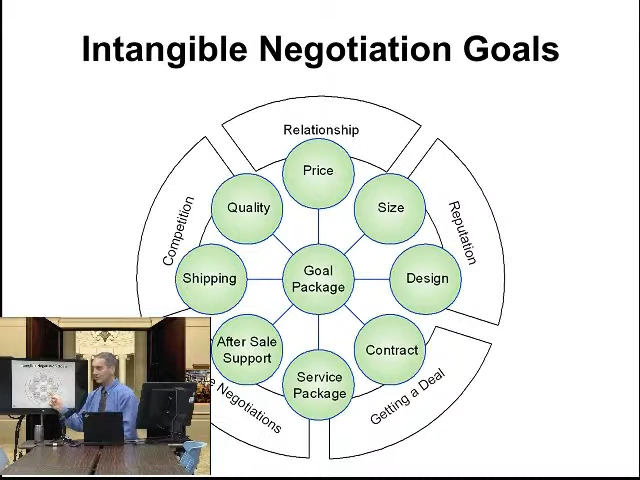 Intangible Negotiation Goals
Relationship
Price
Quality
Size
Competition
Reputation
Shipping
Goal
Package
Design
After Sale
Support
Contract
Service
Package
Negotiations
Getting a Deal